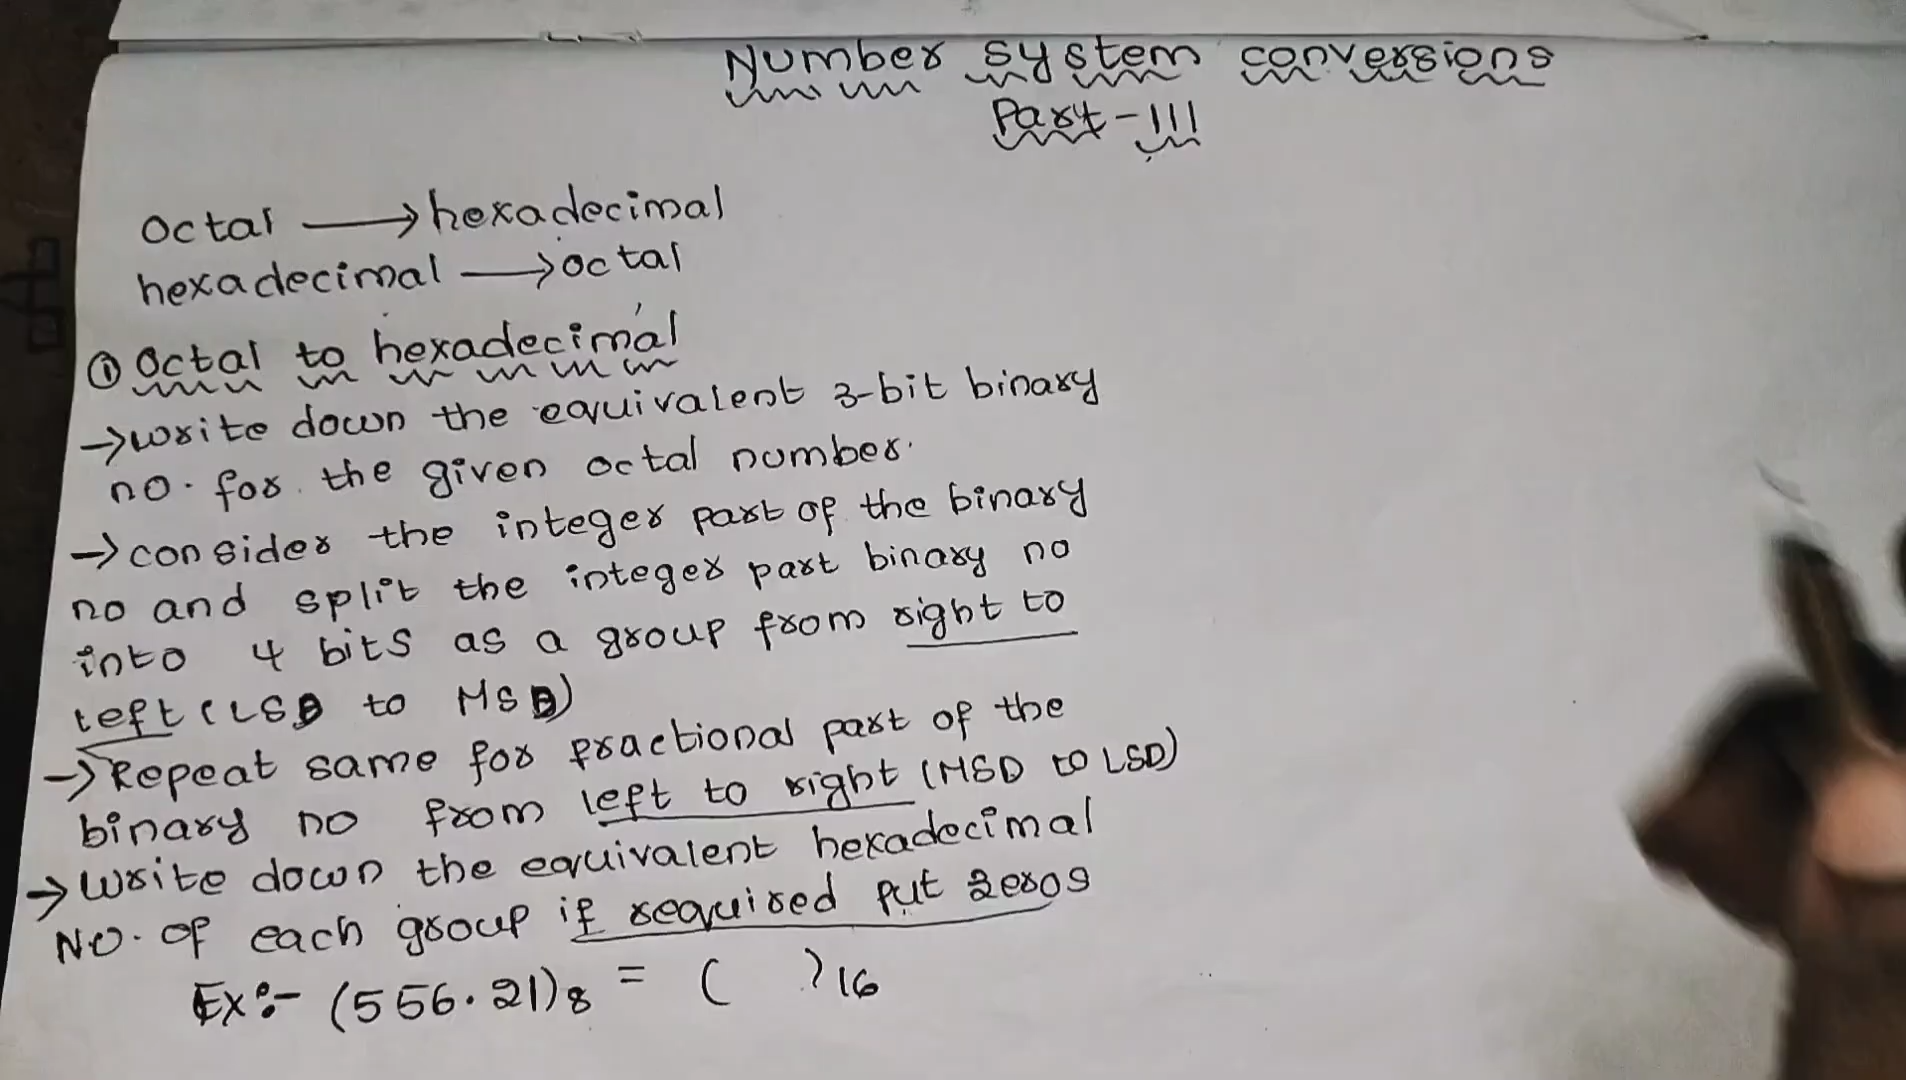 Number system conversions
Part-III
Octal → hexadecimal
hexadecimal → octal
① Octal to hexadecimal
→ write down the equivalent 3-bit binary
no. for the given octal number.
→ consider the integer part of the binary
no and split the integer part binary no
into 4 bits as a group from right to
left (LSD to MSD)
→ Repeat same for fractional part of the
binary no from left to right (MSD to LSD)
→ write down the equivalent hexadecimal
No. of each group if required put zeros
Ex:- (556.21)8 = ( )16